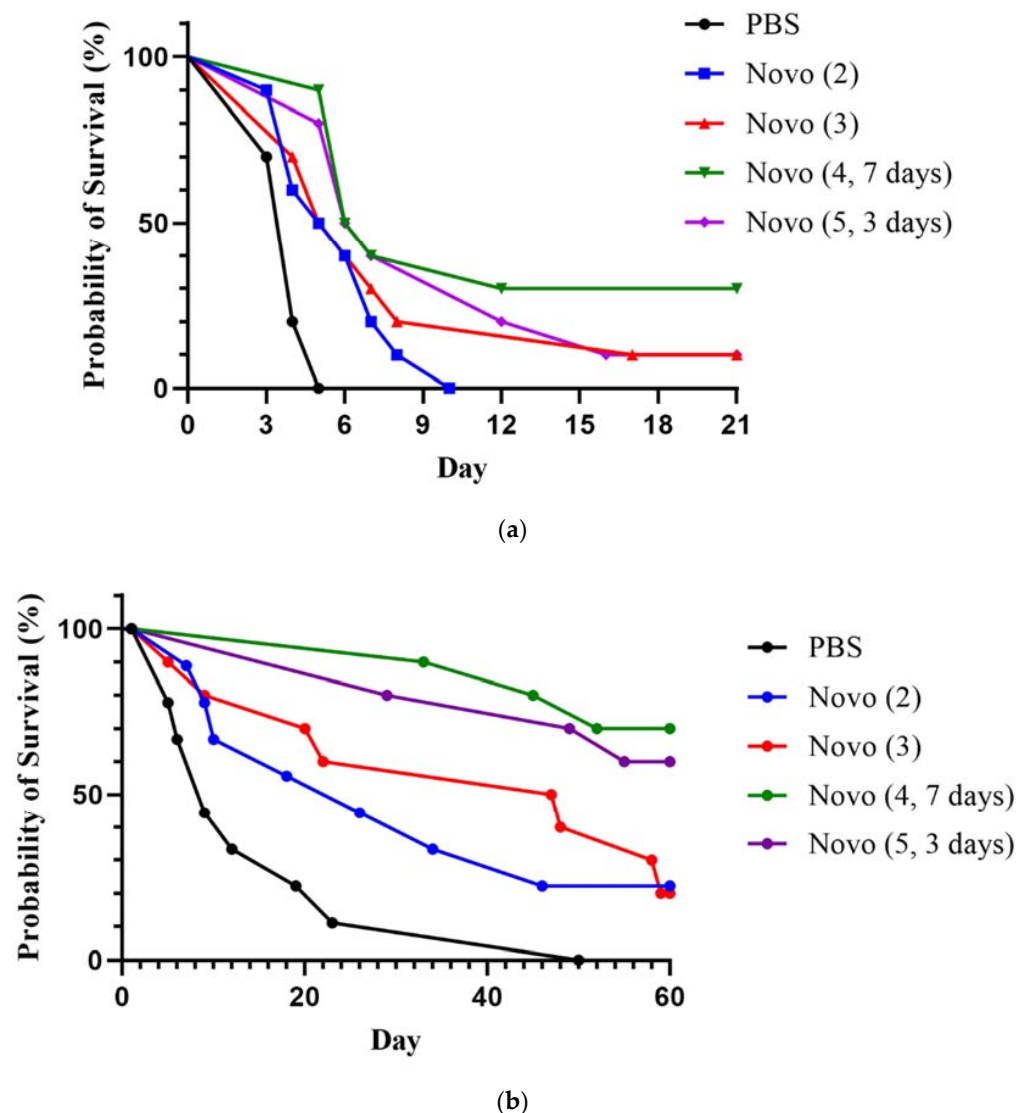 Probability of Survival (%)
100
50
0
0 3 6 9 12 15 18 21
Day
PBS
Novo (2)
Novo (3)
Novo (4, 7 days)
Novo (5, 3 days)
(a)
Probability of Survival (%)
100
50
0
0 20 40 60
Day
PBS
Novo (2)
Novo (3)
Novo (4, 7 days)
Novo (5, 3 days)
(b)